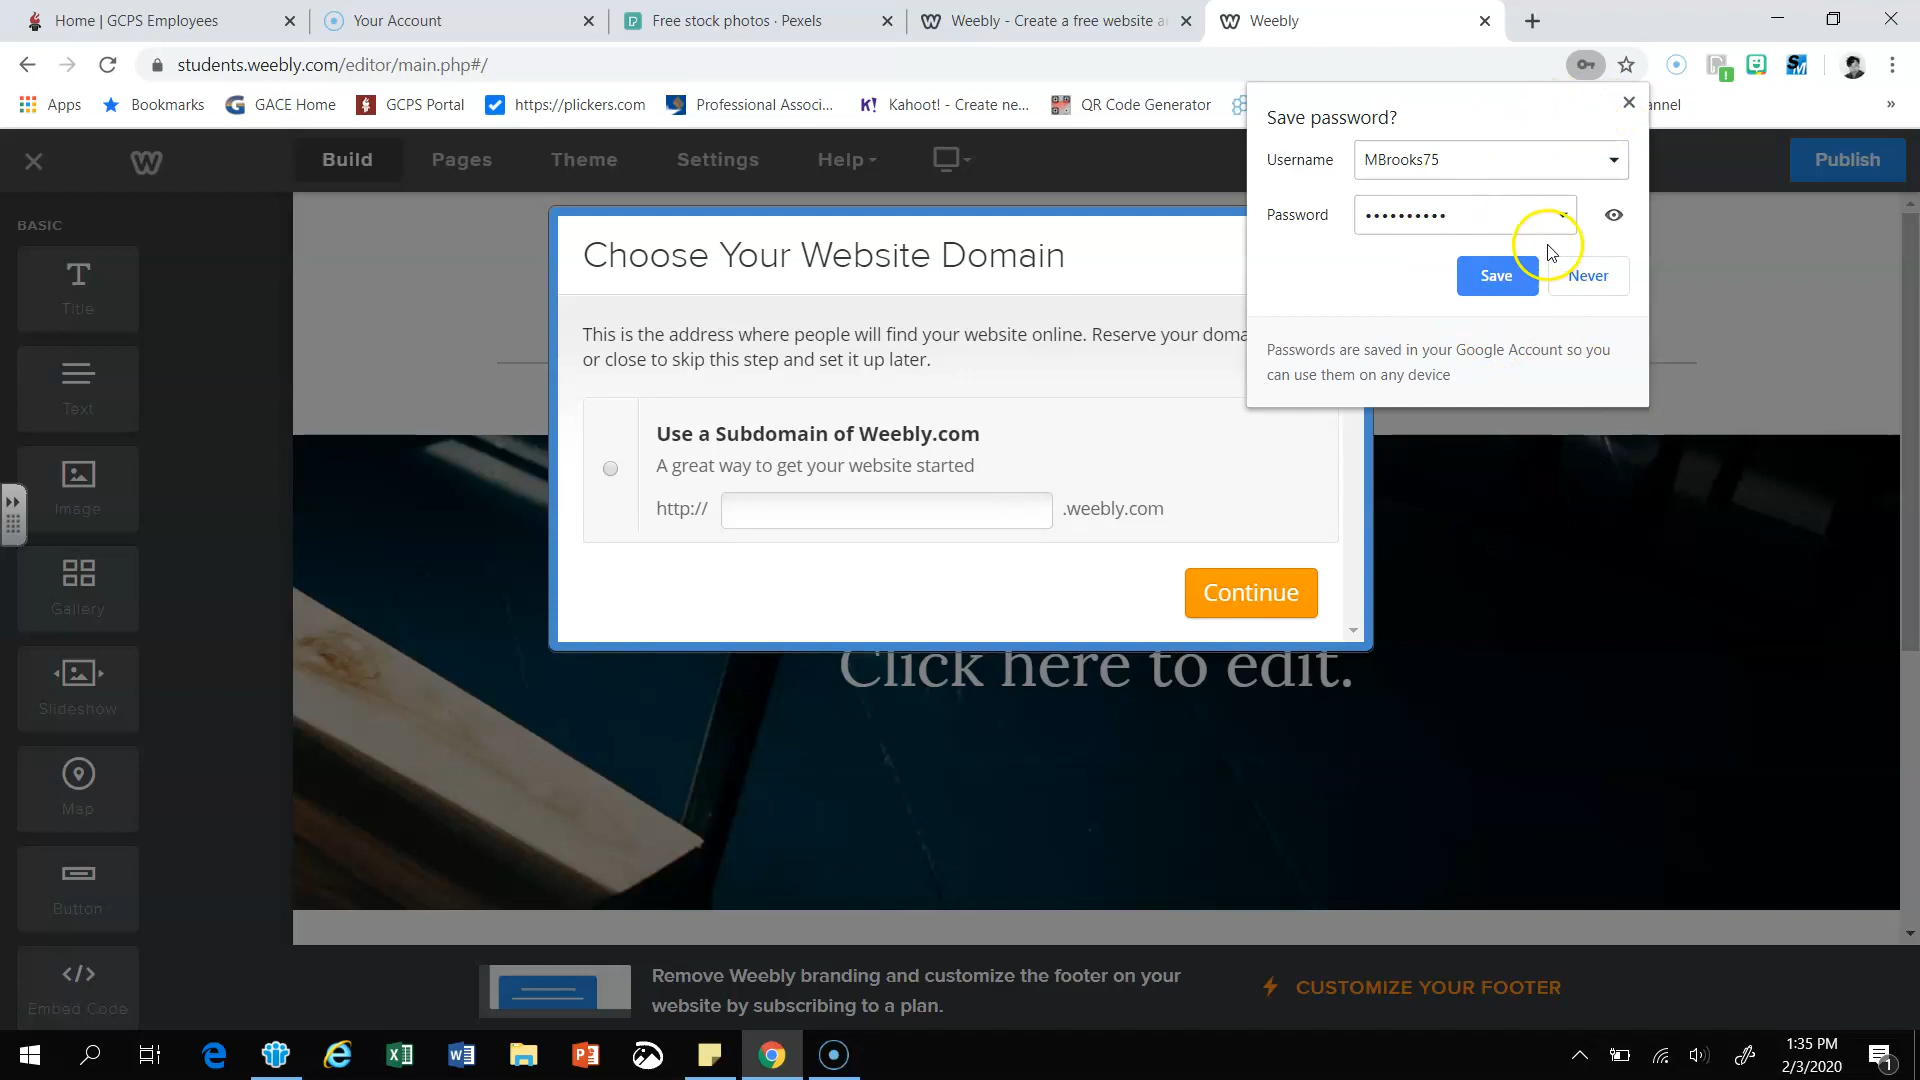 Home | GCPS Employees
Your Account
Free stock photos · Pexels
Weebly - Create a free website a
Weebly
students.weebly.com/editor/main.php#/
Apps
Bookmarks
GACE Home
GCPS Portal
https://plickers.com
Professional Associ...
Kahoot! - Create ne...
QR Code Generator
annel
»
Save password?
Username
MBrooks75
Password
••••••••••
Save
Never
Passwords are saved in your Google Account so you
can use them on any device
Build
Pages
Theme
Settings
Help
Publish
BASIC
Title
Text
Image
Gallery
Slideshow
Map
Button
Embed Code
Choose Your Website Domain
This is the address where people will find your website online. Reserve your doma
or close to skip this step and set it up later.
Use a Subdomain of Weebly.com
A great way to get your website started
http://
.weebly.com
Continue
Click here to edit.
Remove Weebly branding and customize the footer on your
website by subscribing to a plan.
CUSTOMIZE YOUR FOOTER
1:35 PM
2/3/2020
1